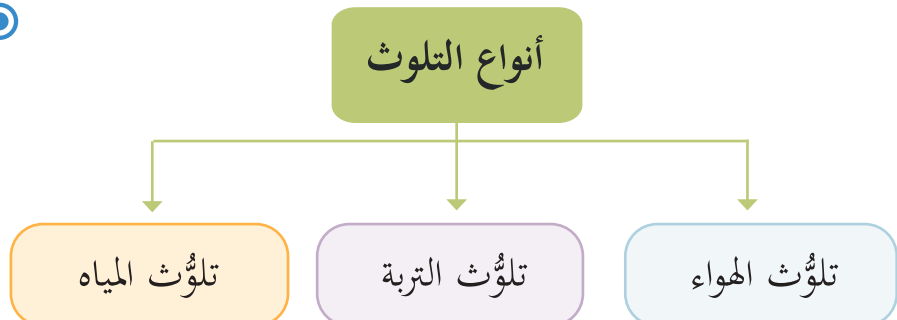 أنواع التلوث
تلوُّث الهواء
تلوُّث التربة
تلوُّث المياه